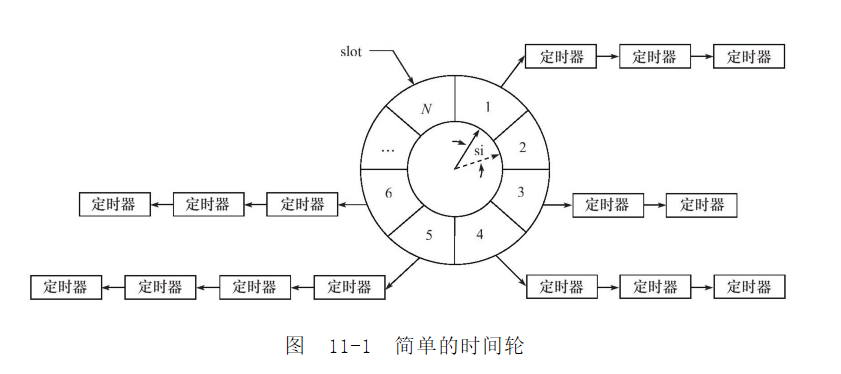 slot
定时器 定时器 定时器
N 1
... si 2
6 3
定时器 定时器 定时器 定时器 定时器
5 4
定时器 定时器 定时器 定时器 定时器 定时器 定时器
图 11-1 简单的时间轮